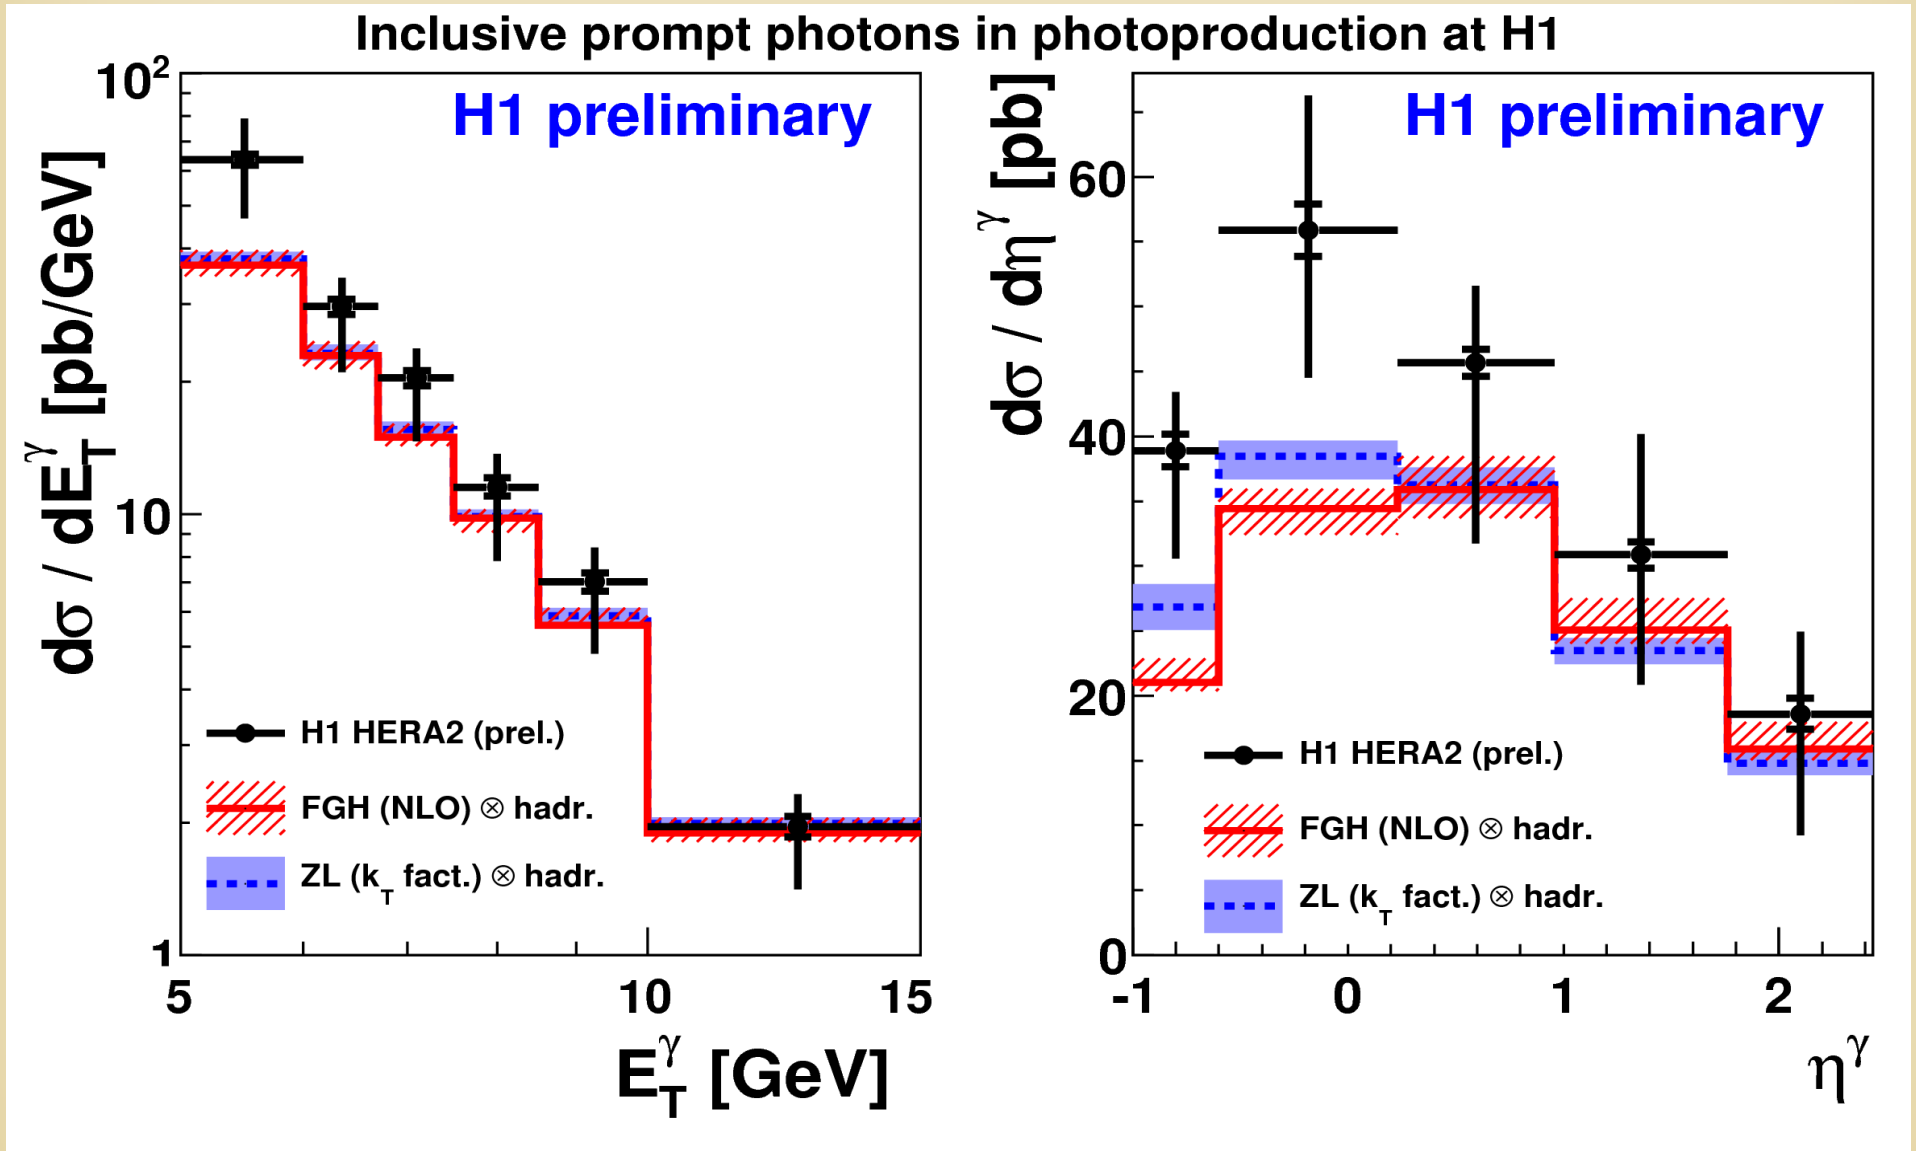 Inclusive prompt photons in photoproduction at H1
H1 preliminary
dσ / dE_T^γ [pb/GeV]
10²
10
1
H1 HERA2 (prel.)
FGH (NLO) ⊗ hadr.
ZL (k_T fact.) ⊗ hadr.
5 10 15
E_T^γ [GeV]
H1 preliminary
dσ / dη^γ [pb]
60
40
20
0
H1 HERA2 (prel.)
FGH (NLO) ⊗ hadr.
ZL (k_T fact.) ⊗ hadr.
-1 0 1 2
η^γ